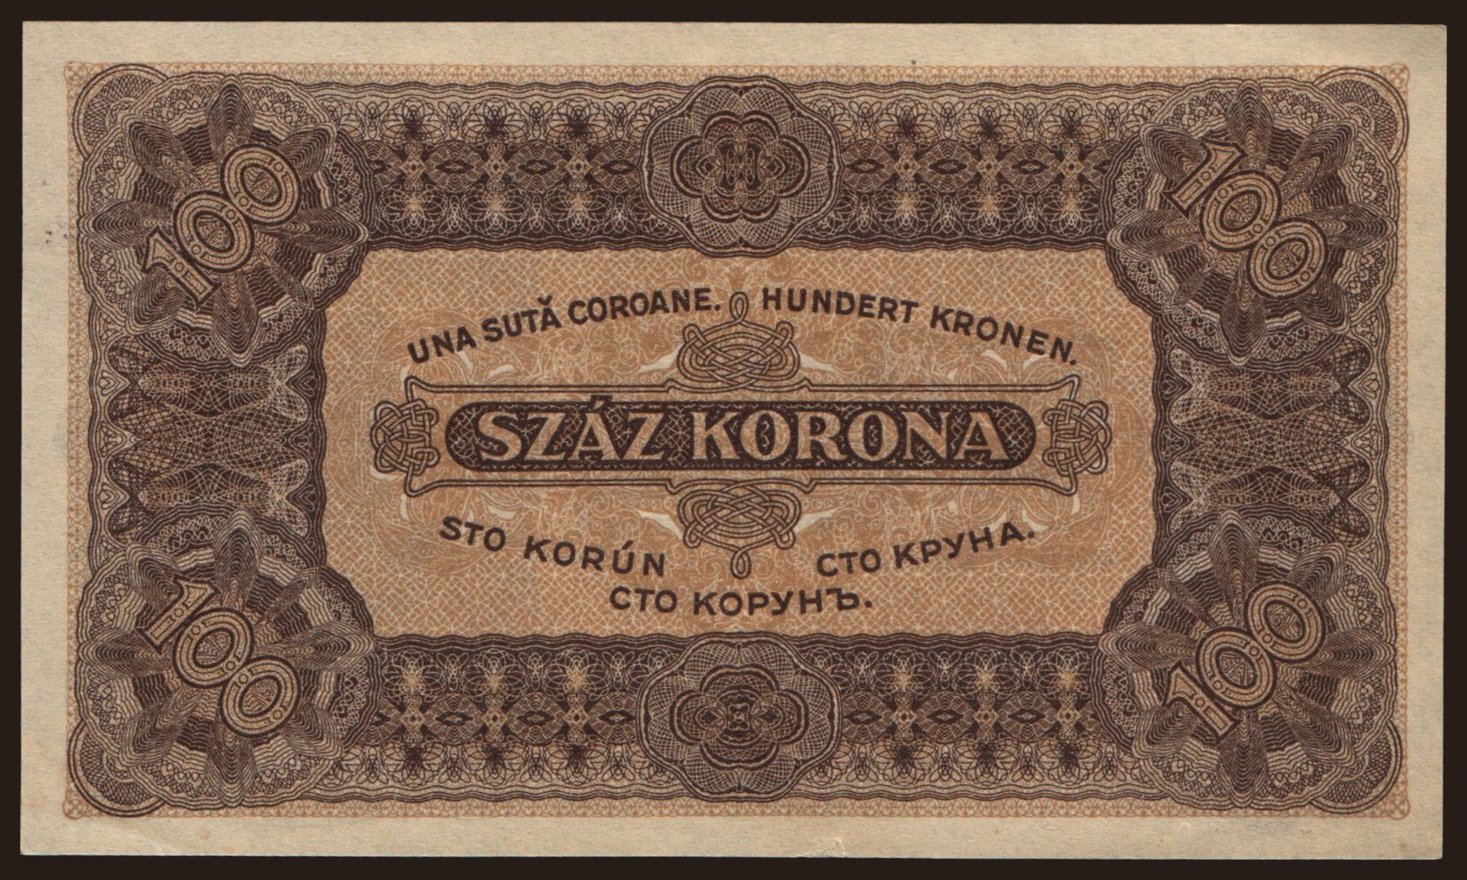 100 100
UNA SUTĂ COROANE. HUNDERT KRONEN.
SZÁZ KORONA
STO KORÚN СТО КРУНА.
СТО КОРУНЪ.
100 100